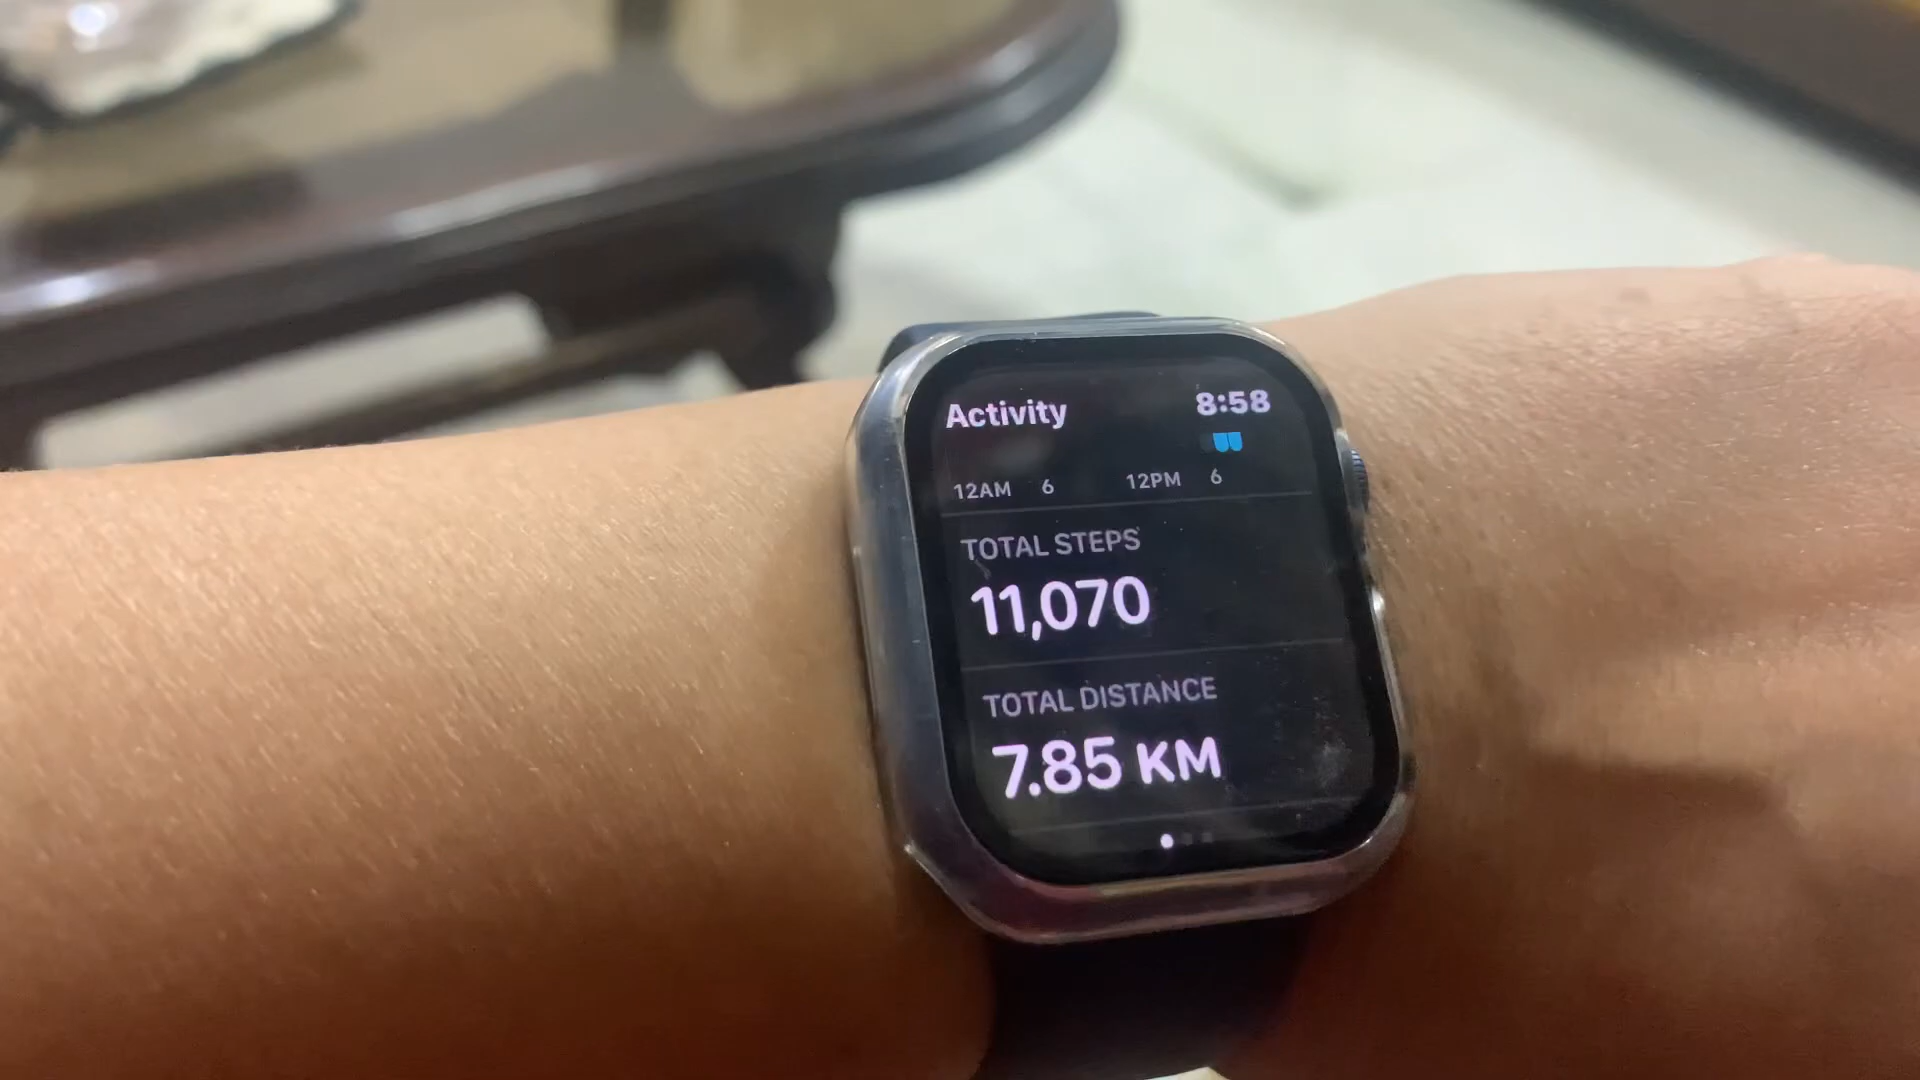 Activity 8:58
12AM 6 12PM 6
TOTAL STEPS
11,070
TOTAL DISTANCE
7.85 KM